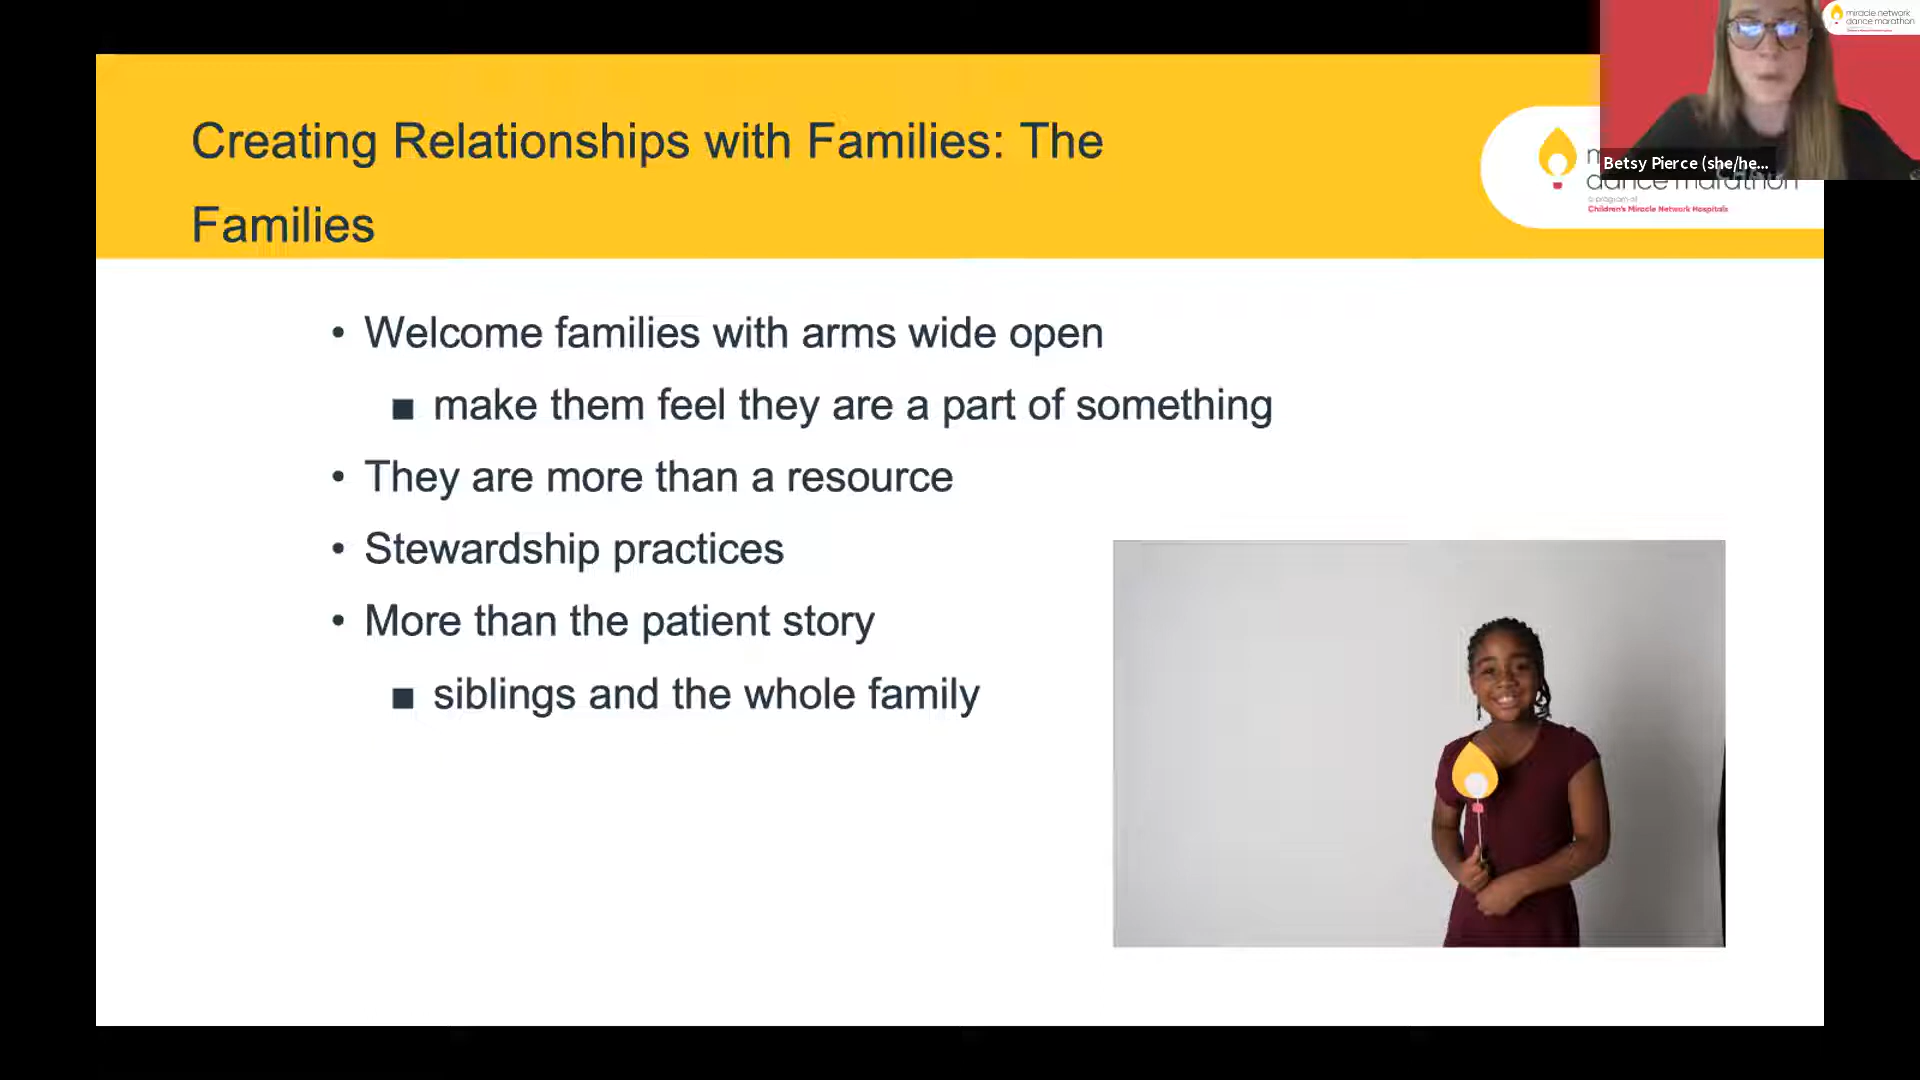 Creating Relationships with Families: The
Families
• Welcome families with arms wide open
■ make them feel they are a part of something
• They are more than a resource
• Stewardship practices
• More than the patient story
■ siblings and the whole family
miracle network
dance marathon
Betsy Pierce (she/he...
dance marathon
a program of
Children's Miracle Network Hospitals